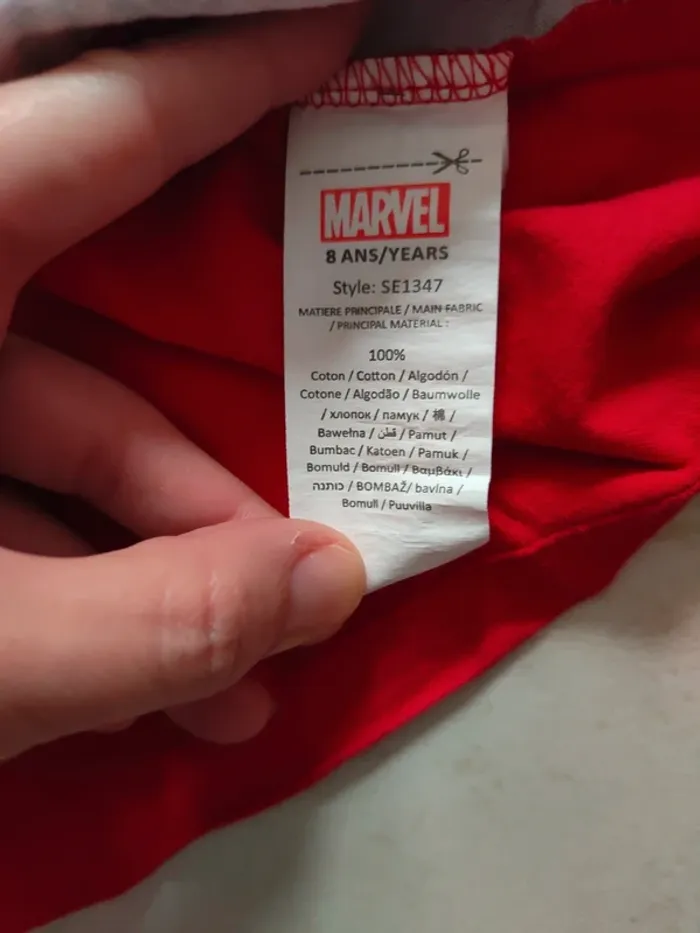 MARVEL
8 ANS/YEARS
Style: SE1347
MATIERE PRINCIPALE / MAIN FABRIC
/ PRINCIPAL MATERIAL :
100%
Coton / Cotton / Algodón /
Cotone / Algodão / Baumwolle
/ хлопок / памук / 棉 /
Bawełna / قطن / Pamut /
Bumbac / Katoen / Pamuk /
Bomuld / Bomull / Βαμβάκι /
כותנה / BOMBAŽ/ bavlna /
Bomull / Puuvilla